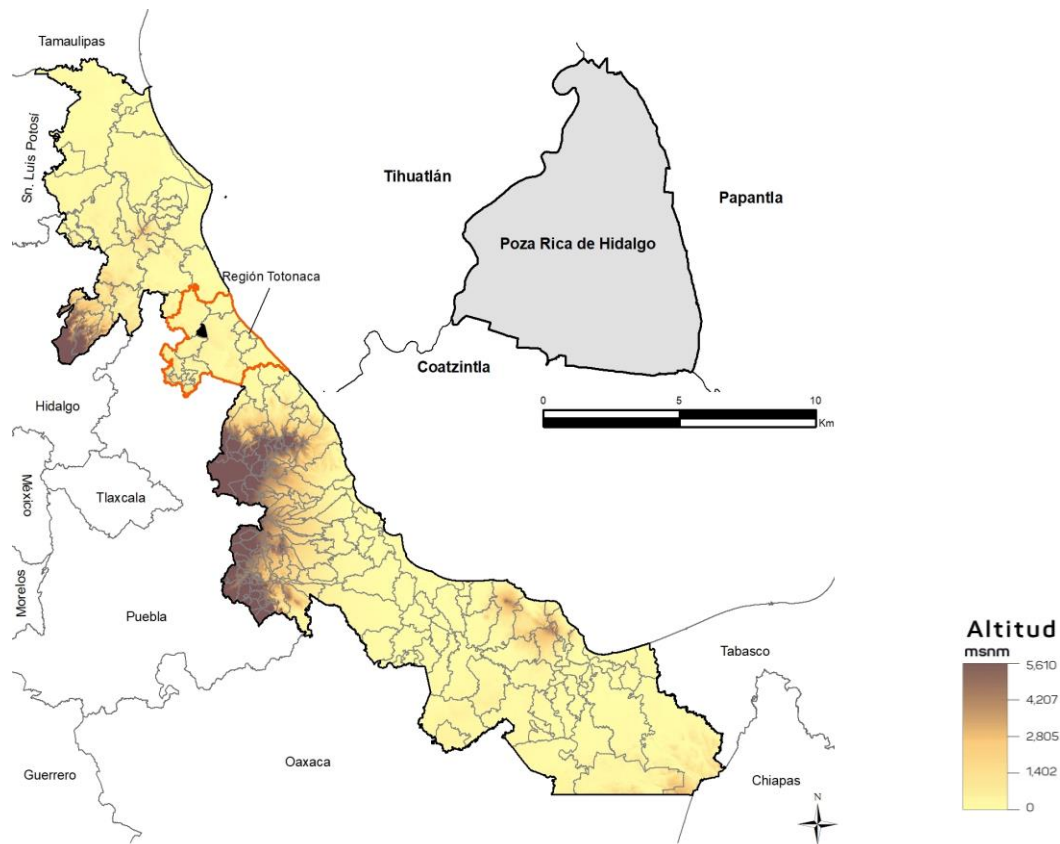 Tamaulipas
Sn. Luís Potosí
Tihuatlán
Papantla
Poza Rica de Hidalgo
Región Totonaca
Coatzintla
Hidalgo
0 5 10
Km
México
Tlaxcala
Morelos
Puebla
Altitud
msnm
5,610
4,207
2,805
1,402
0
Tabasco
Oaxaca
Guerrero
Chiapas
N